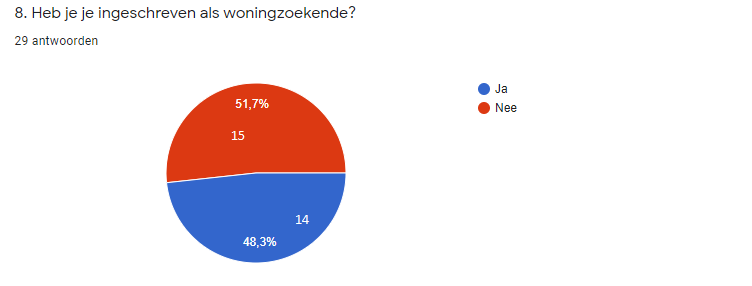 8. Heb je je ingeschreven als woningzoekende?
29 antwoorden
Ja
Nee
51,7%
15
14
48,3%